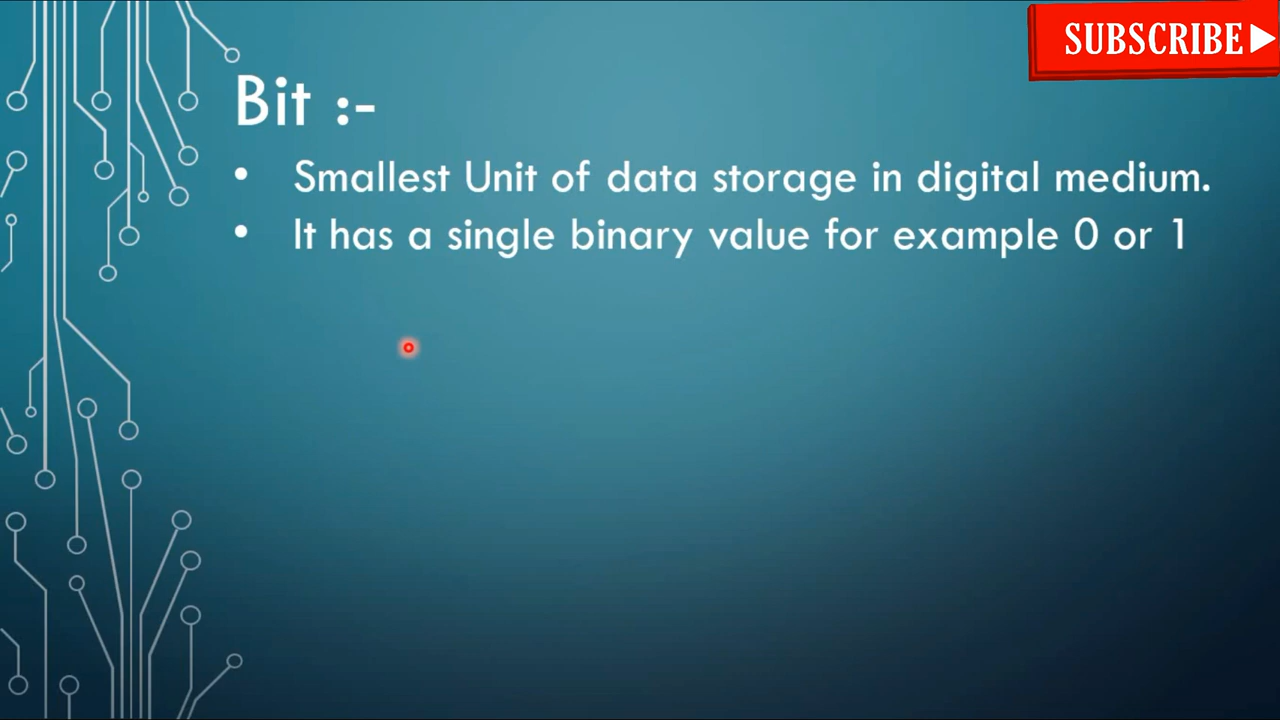 SUBSCRIBE
Bit :-
• Smallest Unit of data storage in digital medium.
• It has a single binary value for example 0 or 1